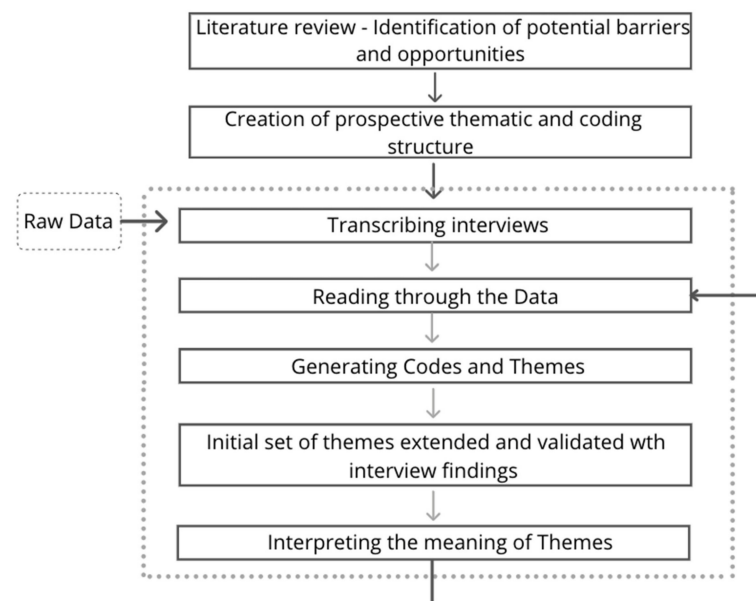 Literature review - Identification of potential barriers
and opportunities
Creation of prospective thematic and coding
structure
Raw Data
Transcribing interviews
Reading through the Data
Generating Codes and Themes
Initial set of themes extended and validated wth
interview findings
Interpreting the meaning of Themes